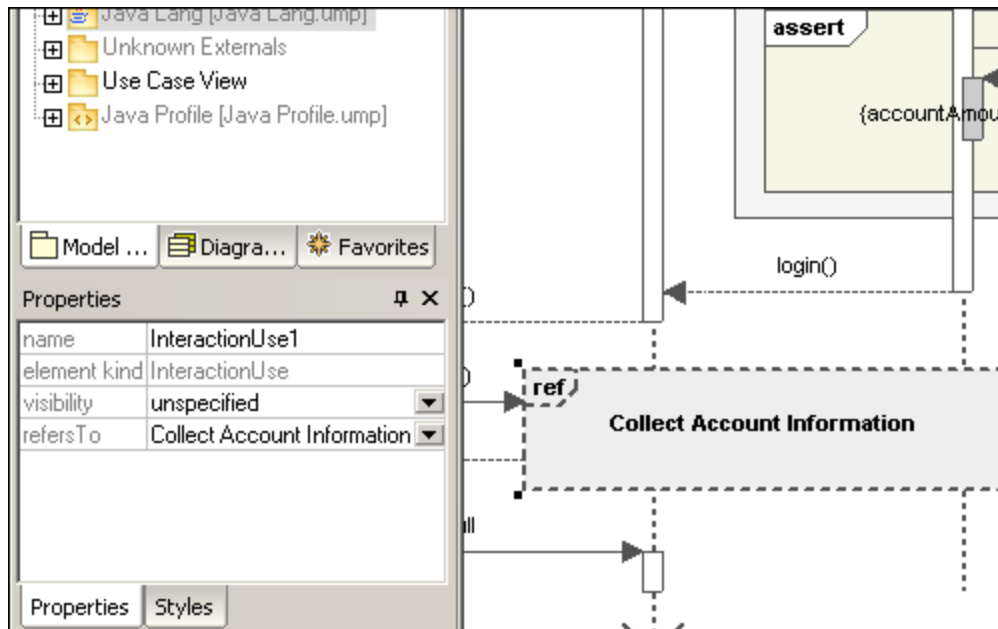 Java Lang [Java Lang.ump]
Unknown Externals
Use Case View
Java Profile [Java Profile.ump]
Model ... Diagra... Favorites
Properties
name InteractionUse1
element kind InteractionUse
visibility unspecified
refersTo Collect Account Information
Properties Styles
assert
{accountAmou
login()
)
)
ref
Collect Account Information
ll